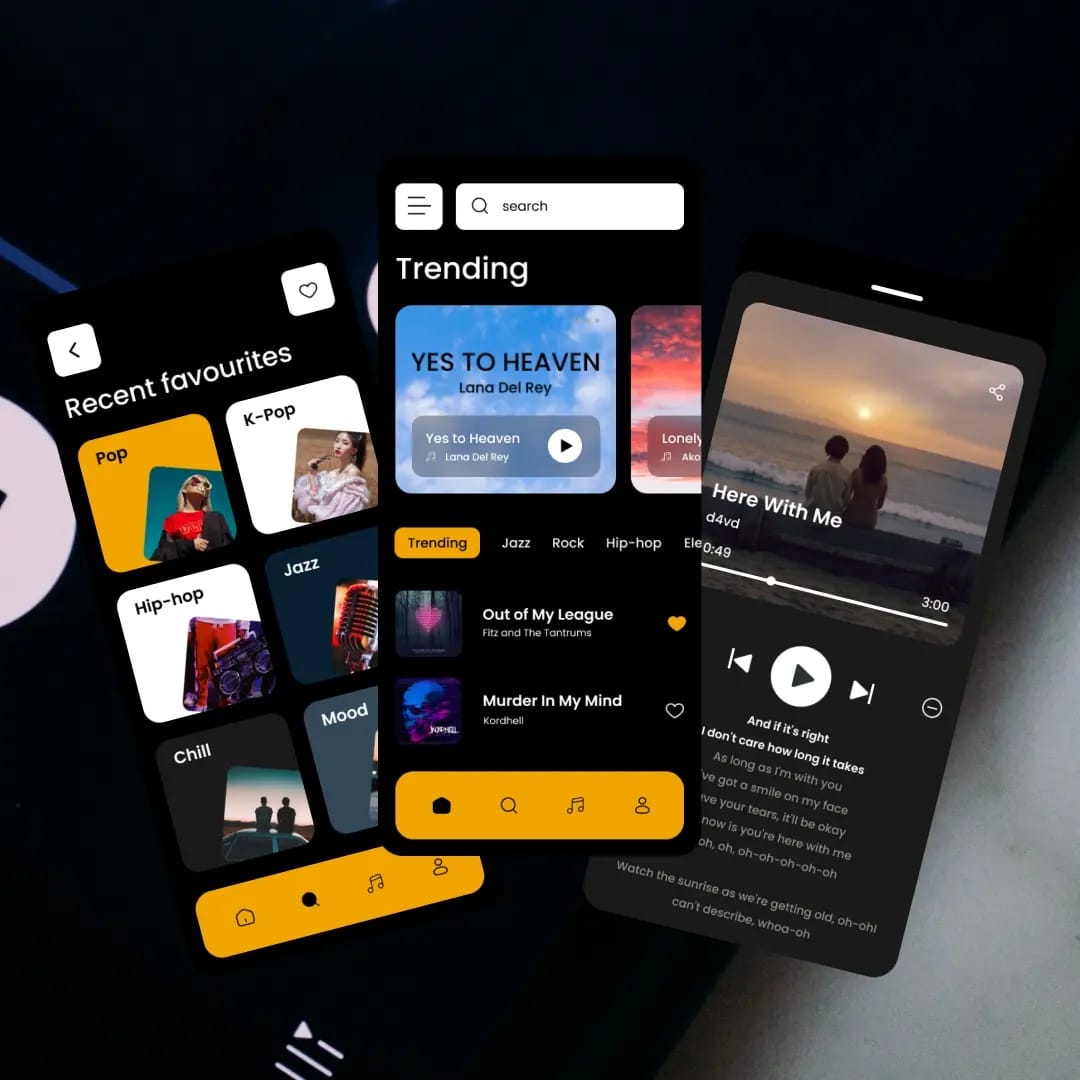 Recent favourites
Pop
K-Pop
Hip-hop
Jazz
Chill
Mood
search
Trending
YES TO HEAVEN
Lana Del Rey
Yes to Heaven
Lana Del Rey
Lonely
Ako
Trending Jazz Rock Hip-hop Ele
Out of My League
Fitz and The Tantrums
Murder In My Mind
Kordhell
Here With Me
d4vd
0:49
3:00
And if it's right
I don't care how long it takes
As long as I'm with you
've got a smile on my face
ve your tears, it'll be okay
now is you're here with me
oh, oh, oh-oh-oh-oh-oh
Watch the sunrise as we're getting old, oh-oh!
can't describe, whoa-oh